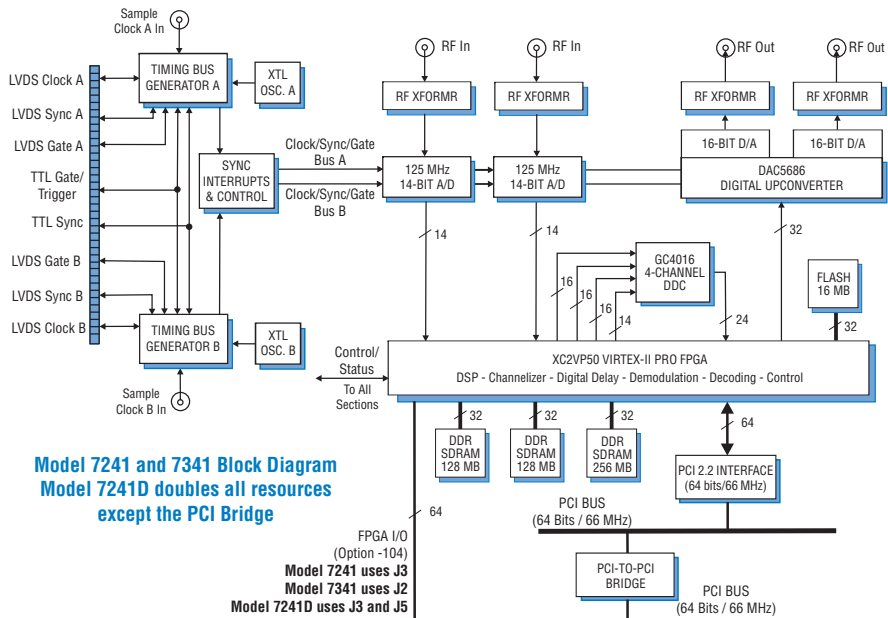 Sample
Clock A In
RF In
RF In
RF Out
RF Out
LVDS Clock A
TIMING BUS
GENERATOR A
XTL
OSC. A
RF XFORMR
RF XFORMR
RF XFORMR
RF XFORMR
LVDS Sync A
LVDS Gate A
16-BIT D/A
16-BIT D/A
Clock/Sync/Gate
Bus A
SYNC
INTERRUPTS
& CONTROL
125 MHz
14-BIT A/D
125 MHz
14-BIT A/D
DAC5686
DIGITAL UPCONVERTER
TTL Gate/
Trigger
Clock/Sync/Gate
Bus B
TTL Sync
14
14
32
LVDS Gate B
GC4016
4-CHANNEL
DDC
FLASH
16 MB
16
16
16
14
24
32
LVDS Sync B
LVDS Clock B
TIMING BUS
GENERATOR B
XTL
OSC. B
Control/
Status
To All
Sections
XC2VP50 VIRTEX-II PRO FPGA
DSP - Channelizer - Digital Delay - Demodulation - Decoding - Control
Sample
Clock B In
32
32
32
64
DDR
SDRAM
128 MB
DDR
SDRAM
128 MB
DDR
SDRAM
256 MB
PCI 2.2 INTERFACE
(64 bits/66 MHz)
Model 7241 and 7341 Block Diagram
Model 7241D doubles all resources
except the PCI Bridge
64
PCI BUS
(64 Bits / 66 MHz)
FPGA I/O
(Option -104)
Model 7241 uses J3
Model 7341 uses J2
Model 7241D uses J3 and J5
PCI-TO-PCI
BRIDGE
PCI BUS
(64 Bits / 66 MHz)